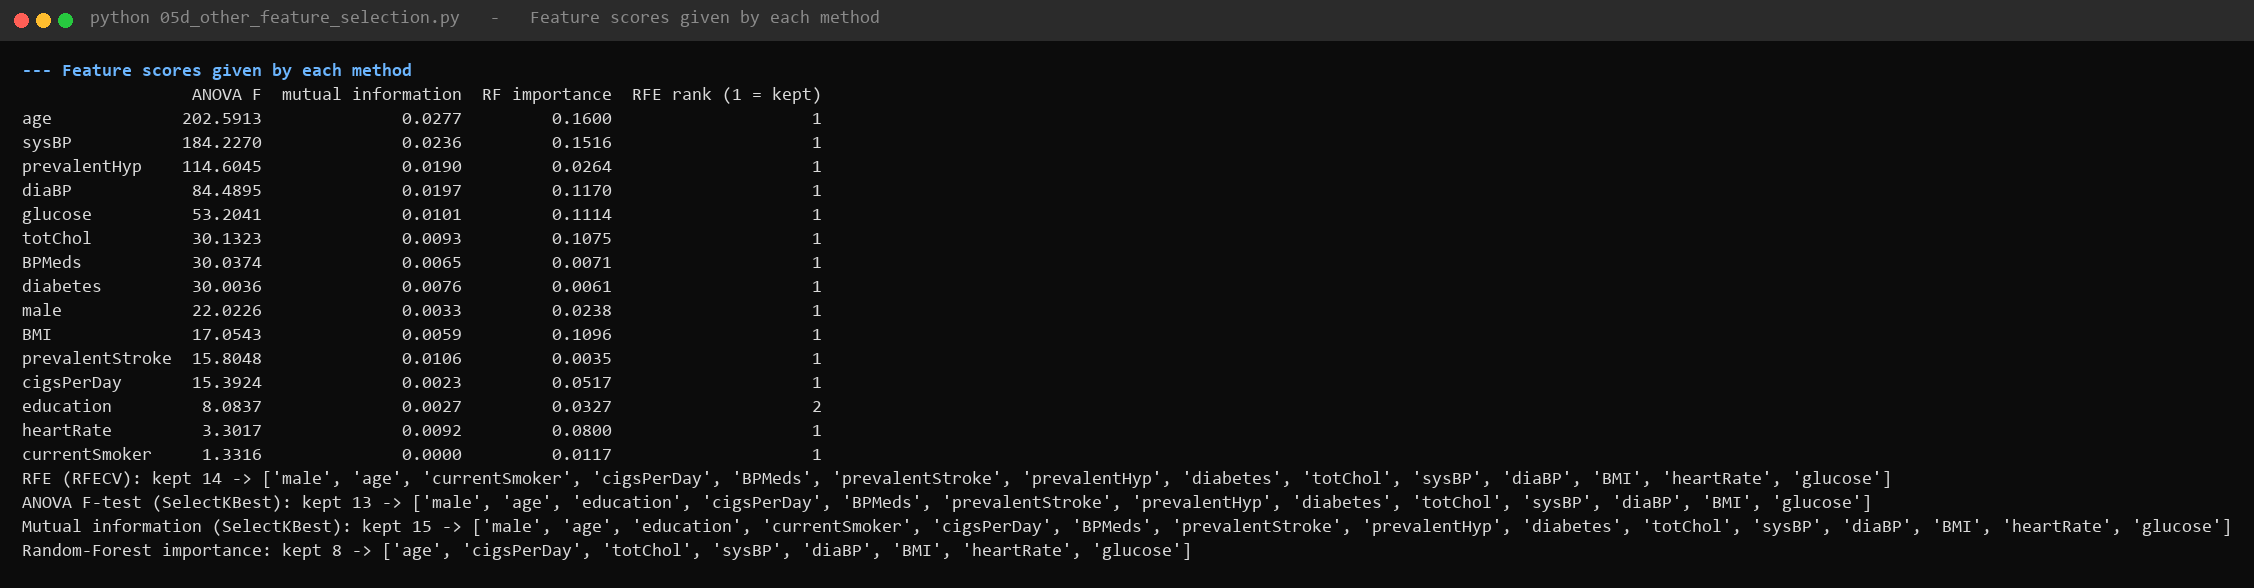 python 05d_other_feature_selection.py   -   Feature scores given by each method
--- Feature scores given by each method
                 ANOVA F  mutual information  RF importance  RFE rank (1 = kept)
age             202.5913              0.0277         0.1600                    1
sysBP           184.2270              0.0236         0.1516                    1
prevalentHyp    114.6045              0.0190         0.0264                    1
diaBP            84.4895              0.0197         0.1170                    1
glucose          53.2041              0.0101         0.1114                    1
totChol          30.1323              0.0093         0.1075                    1
BPMeds           30.0374              0.0065         0.0071                    1
diabetes         30.0036              0.0076         0.0061                    1
male             22.0226              0.0033         0.0238                    1
BMI              17.0543              0.0059         0.1096                    1
prevalentStroke  15.8048              0.0106         0.0035                    1
cigsPerDay       15.3924              0.0023         0.0517                    1
education         8.0837              0.0027         0.0327                    2
heartRate         3.3017              0.0092         0.0800                    1
currentSmoker     1.3316              0.0000         0.0117                    1
RFE (RFECV): kept 14 -> ['male', 'age', 'currentSmoker', 'cigsPerDay', 'BPMeds', 'prevalentStroke', 'prevalentHyp', 'diabetes', 'totChol', 'sysBP', 'diaBP', 'BMI', 'heartRate', 'glucose']
ANOVA F-test (SelectKBest): kept 13 -> ['male', 'age', 'education', 'cigsPerDay', 'BPMeds', 'prevalentStroke', 'prevalentHyp', 'diabetes', 'totChol', 'sysBP', 'diaBP', 'BMI', 'glucose']
Mutual information (SelectKBest): kept 15 -> ['male', 'age', 'education', 'currentSmoker', 'cigsPerDay', 'BPMeds', 'prevalentStroke', 'prevalentHyp', 'diabetes', 'totChol', 'sysBP', 'diaBP', 'BMI', 'heartRate', 'glucose']
Random-Forest importance: kept 8 -> ['age', 'cigsPerDay', 'totChol', 'sysBP', 'diaBP', 'BMI', 'heartRate', 'glucose']